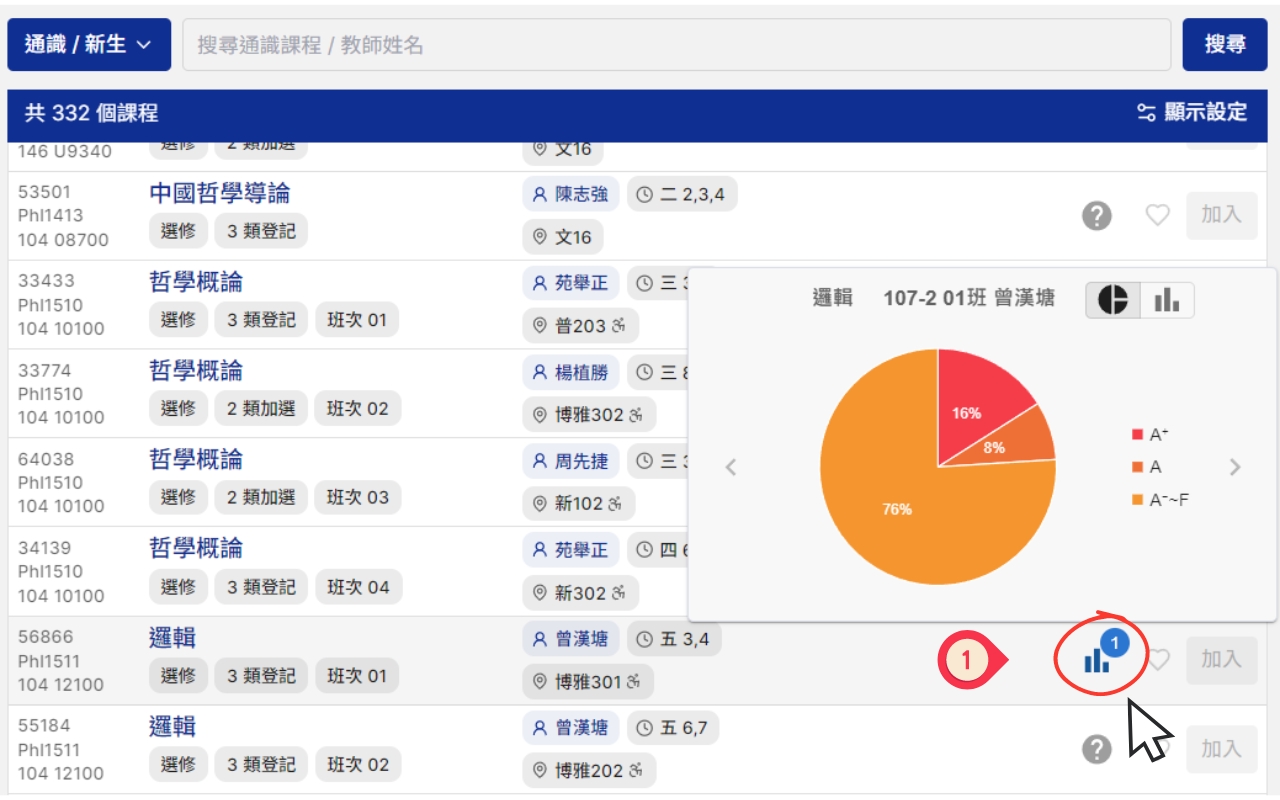 通識 / 新生
搜尋通識課程 / 教師姓名
搜尋
共 332 個課程
顯示設定
146 U9340
選修
2 類加選
文16
53501
Phl1413
104 08700
中國哲學導論
選修
3 類登記
陳志強
二 2,3,4
文16
加入
33433
Phl1510
104 10100
哲學概論
選修
3 類登記
班次 01
苑舉正
三
普203
33774
Phl1510
104 10100
哲學概論
選修
2 類加選
班次 02
楊植勝
三
博雅302
64038
Phl1510
104 10100
哲學概論
選修
2 類加選
班次 03
周先捷
三
新102
34139
Phl1510
104 10100
哲學概論
選修
3 類登記
班次 04
苑舉正
四
新302
邏輯 107-2 01班 曾漢塘
16%
8%
76%
A⁺
A
A⁻~F
56866
Phl1511
104 12100
邏輯
選修
3 類登記
班次 01
曾漢塘
五 3,4
博雅301
1
1
加入
55184
Phl1511
104 12100
邏輯
選修
3 類登記
班次 02
曾漢塘
五 6,7
博雅202
加入